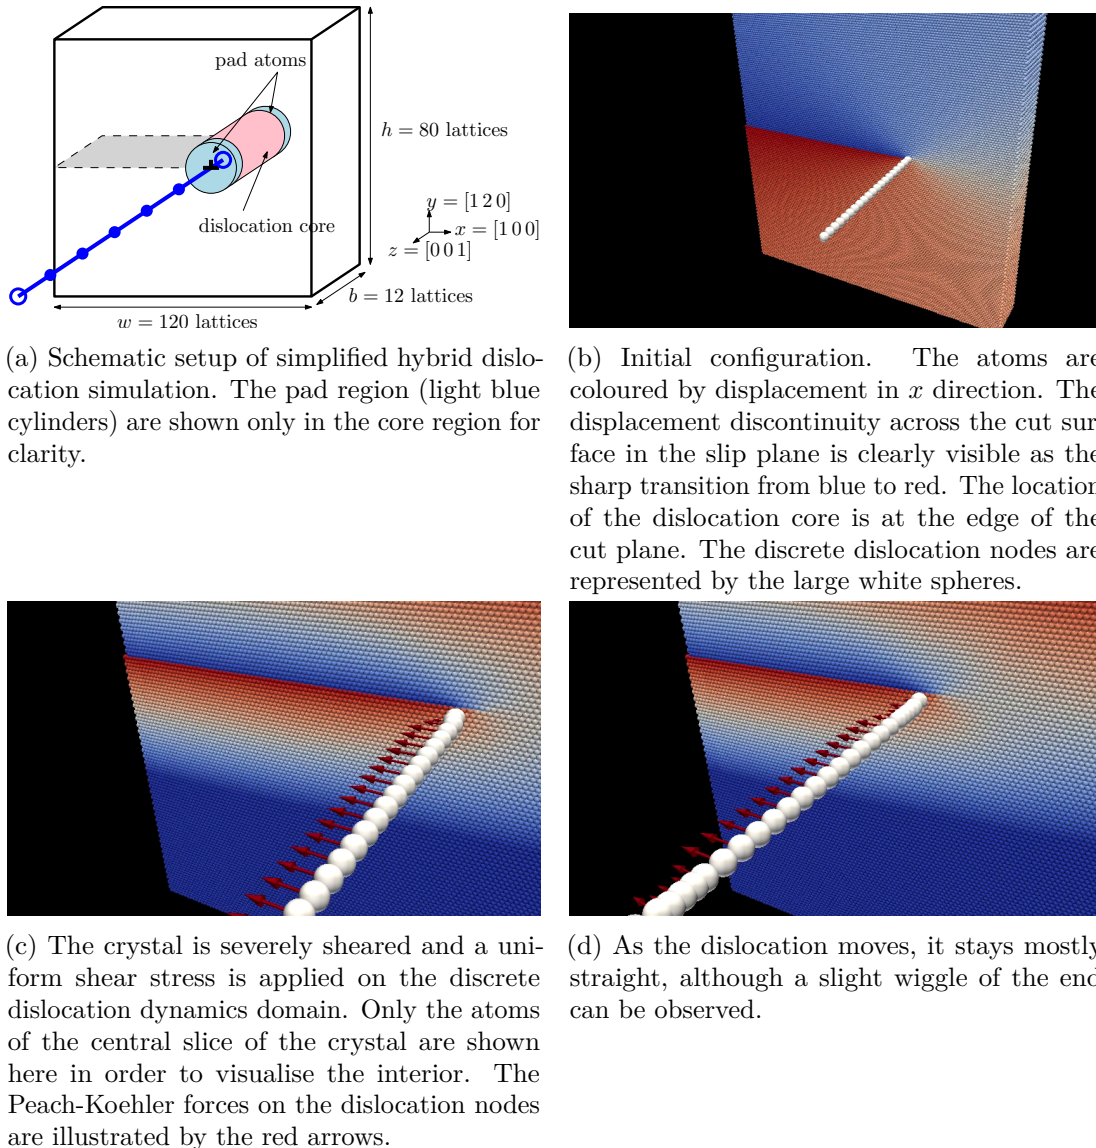 pad atoms
h = 80 lattices
dislocation core
y = [1 2 0]
x = [1 0 0]
z = [0 0 1]
b = 12 lattices
w = 120 lattices
(a) Schematic setup of simplified hybrid dislo-
cation simulation. The pad region (light blue
cylinders) are shown only in the core region for
clarity.
(b) Initial configuration. The atoms are
coloured by displacement in x direction. The
displacement discontinuity across the cut sur
face in the slip plane is clearly visible as the
sharp transition from blue to red. The location
of the dislocation core is at the edge of the
cut plane. The discrete dislocation nodes are
represented by the large white spheres.
(c) The crystal is severely sheared and a uni-
form shear stress is applied on the discrete
dislocation dynamics domain. Only the atoms
of the central slice of the crystal are shown
here in order to visualise the interior. The
Peach-Koehler forces on the dislocation nodes
are illustrated by the red arrows.
(d) As the dislocation moves, it stays mostly
straight, although a slight wiggle of the end
can be observed.